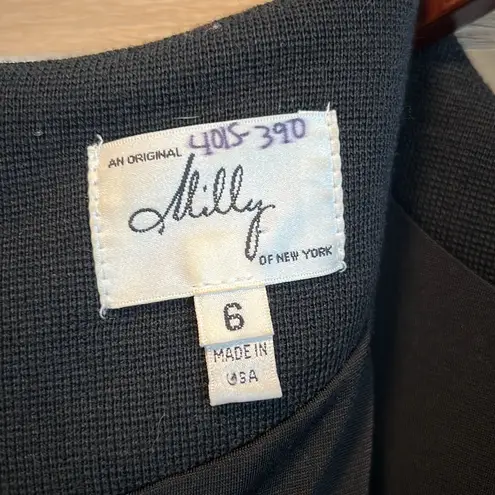 4015-390
AN ORIGINAL
Milly
OF NEW YORK
6
MADE IN
USA